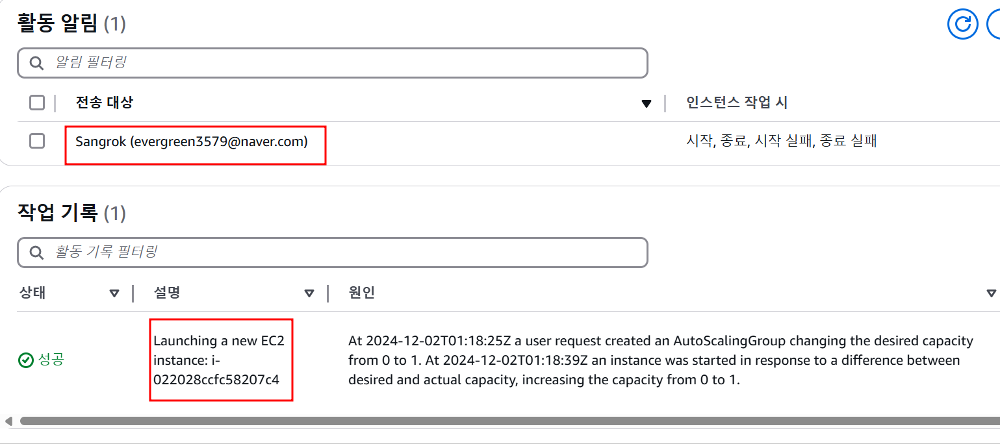 활동 알림 (1)
알림 필터링
전송 대상
인스턴스 작업 시
Sangrok (evergreen3579@naver.com)
시작, 종료, 시작 실패, 종료 실패
작업 기록 (1)
활동 기록 필터링
상태
설명
원인
성공
Launching a new EC2
instance: i-
022028ccfc58207c4
At 2024-12-02T01:18:25Z a user request created an AutoScalingGroup changing the desired capacity
from 0 to 1. At 2024-12-02T01:18:39Z an instance was started in response to a difference between
desired and actual capacity, increasing the capacity from 0 to 1.